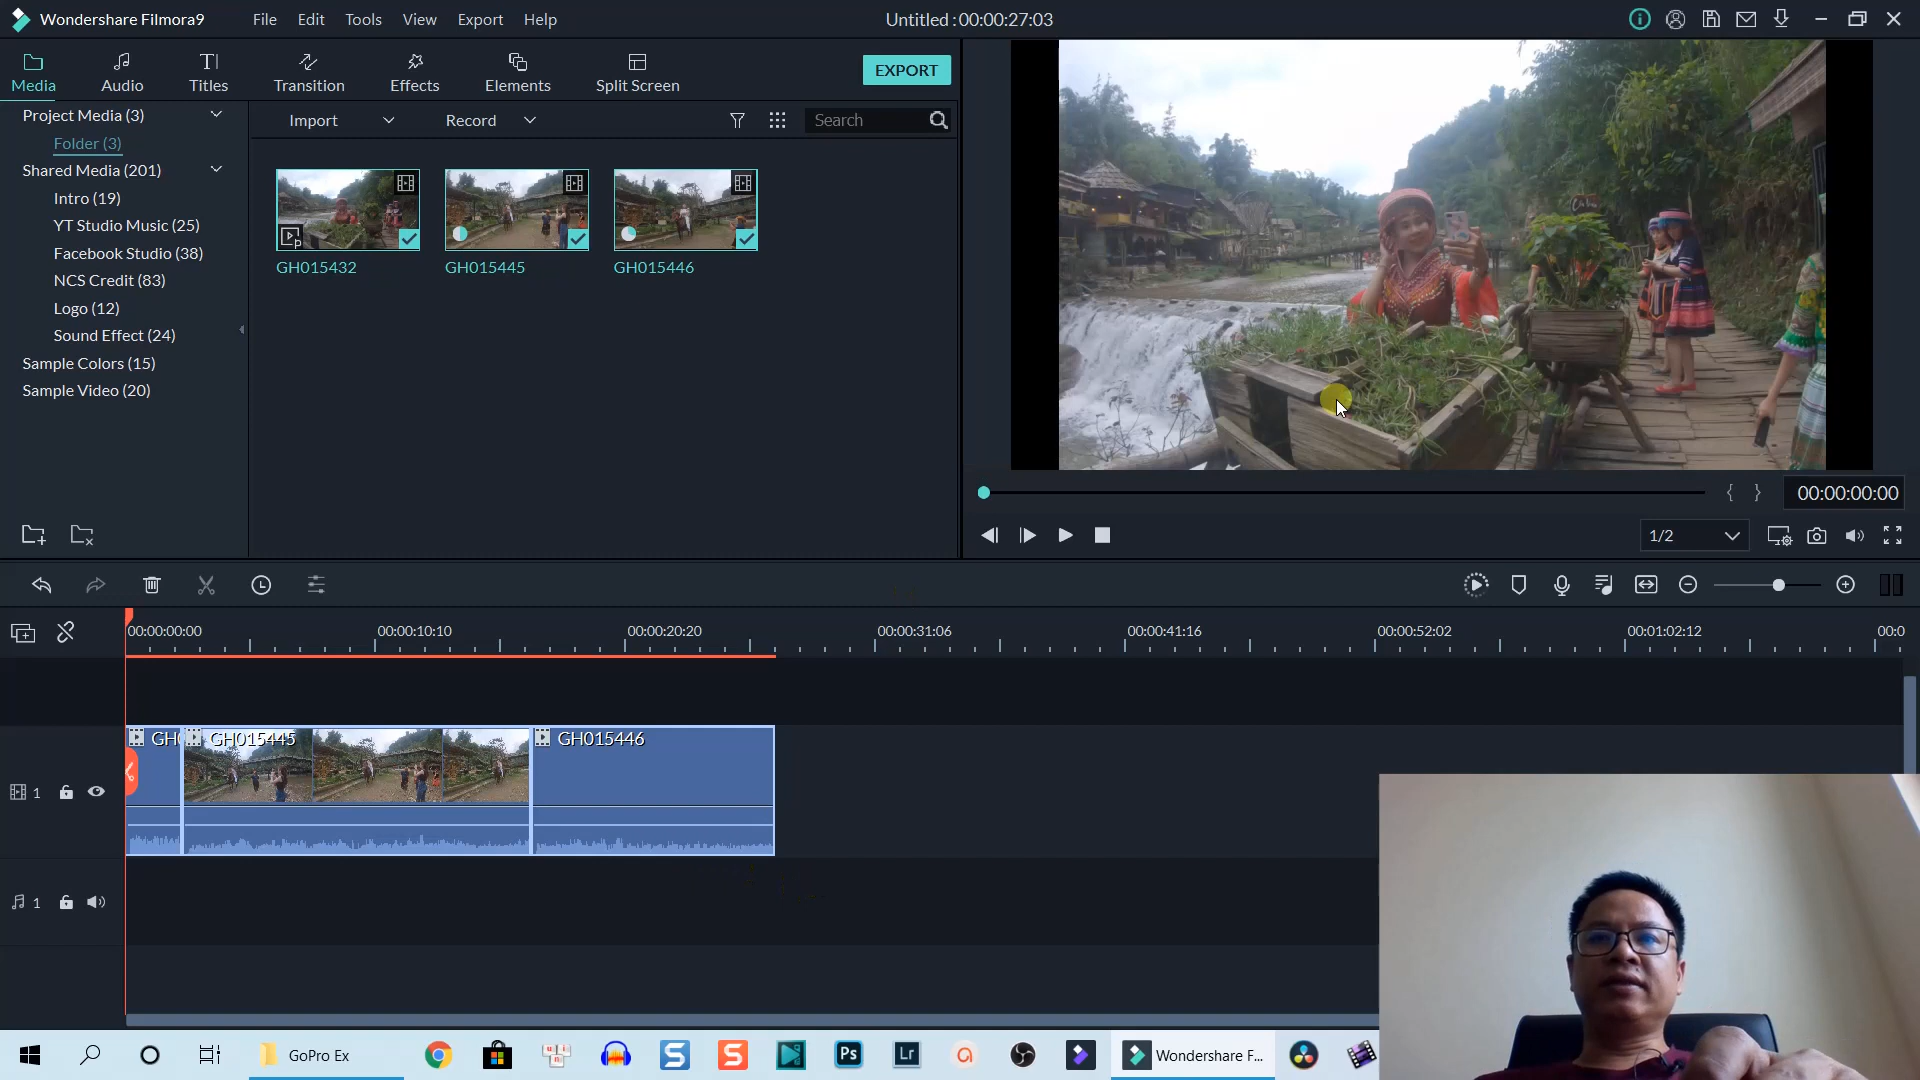 Wondershare Filmora9
File Edit Tools View Export Help
Untitled : 00:00:27:03
Media Audio Titles Transition Effects Elements Split Screen
EXPORT
Project Media (3)
Folder (3)
Shared Media (201)
Intro (19)
YT Studio Music (25)
Facebook Studio (38)
NCS Credit (83)
Logo (12)
Sound Effect (24)
Sample Colors (15)
Sample Video (20)
Import Record Search
GH015432 GH015445 GH015446
00:00:00:00
1/2
00:00:00:00 00:00:10:10 00:00:20:20 00:00:31:06 00:00:41:16 00:00:52:02 00:01:02:12 00:0
GH0 GH015445 GH015446
1
1
GoPro Ex
Ps
Lr
Wondershare F...